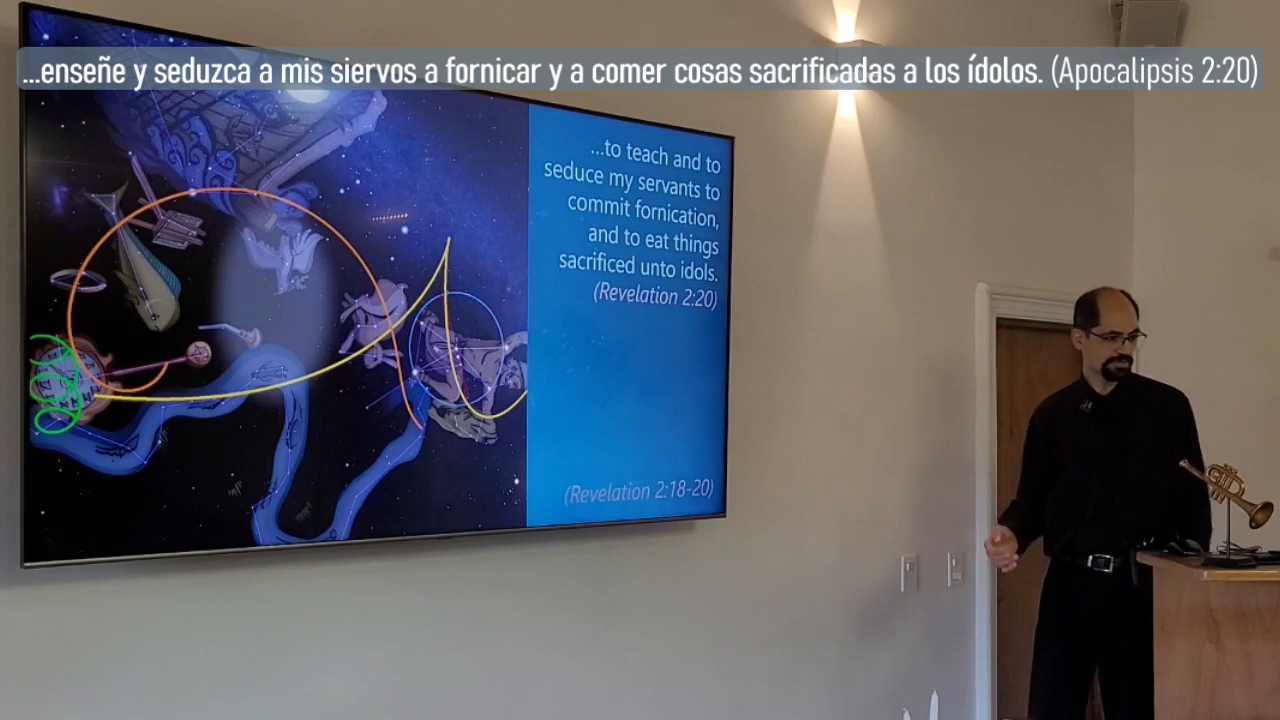 ...enseñe y seduzca a mis siervos a fornicar y a comer cosas sacrificadas a los ídolos. (Apocalipsis 2:20)
...to teach and to
seduce my servants to
commit fornication,
and to eat things
sacrificed unto idols.
(Revelation 2:20)
(Revelation 2:18-20)